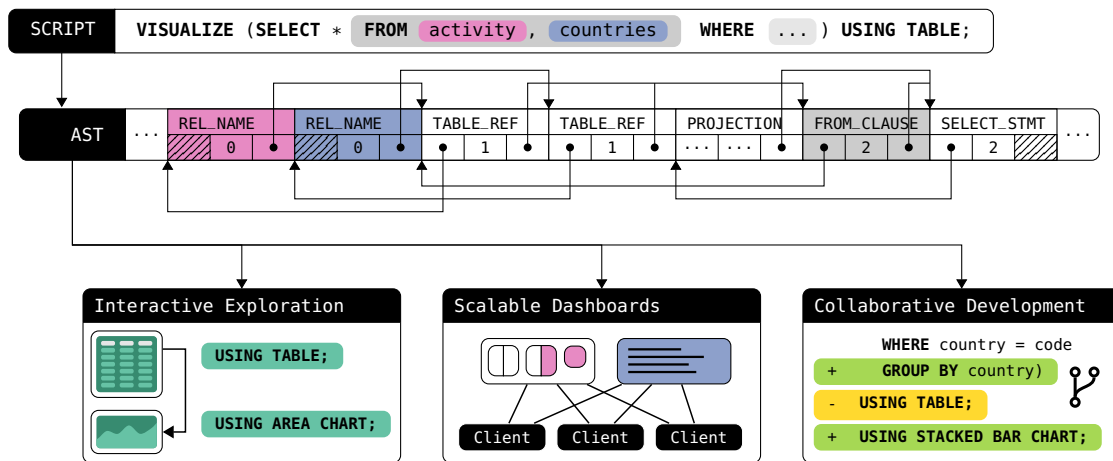 SCRIPT VISUALIZE (SELECT * FROM activity, countries WHERE ...) USING TABLE;
AST ... REL_NAME REL_NAME TABLE_REF TABLE_REF PROJECTION FROM_CLAUSE SELECT_STMT ...
0 0 1 1 ... ... 2 2
Interactive Exploration
USING TABLE;
USING AREA CHART;
Scalable Dashboards
Client Client Client
Collaborative Development
WHERE country = code
+ GROUP BY country)
- USING TABLE;
+ USING STACKED BAR CHART;